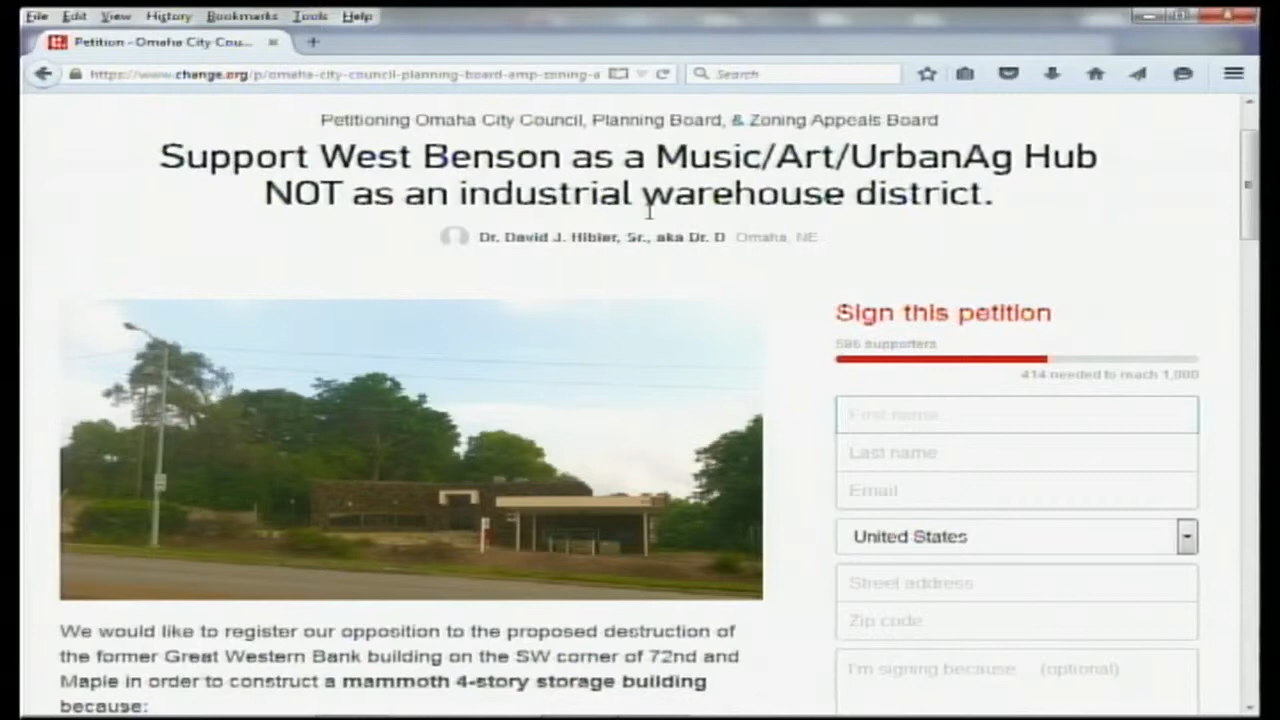 File Edit View History Bookmarks Tools Help
Petition - Omaha City Cou...
https://www.change.org/p/omaha-city-council-planning-board-amp-zoning-a
Search
Petitioning Omaha City Council, Planning Board, & Zoning Appeals Board
Support West Benson as a Music/Art/UrbanAg Hub
NOT as an industrial warehouse district.
Dr. David J. Hibler, Sr., aka Dr. D Omaha, NE
Sign this petition
586 supporters
414 needed to reach 1,000
First name
Last name
Email
United States
Street address
Zip code
I'm signing because (optional)
We would like to register our opposition to the proposed destruction of
the former Great Western Bank building on the SW corner of 72nd and
Maple in order to construct a mammoth 4-story storage building
because: